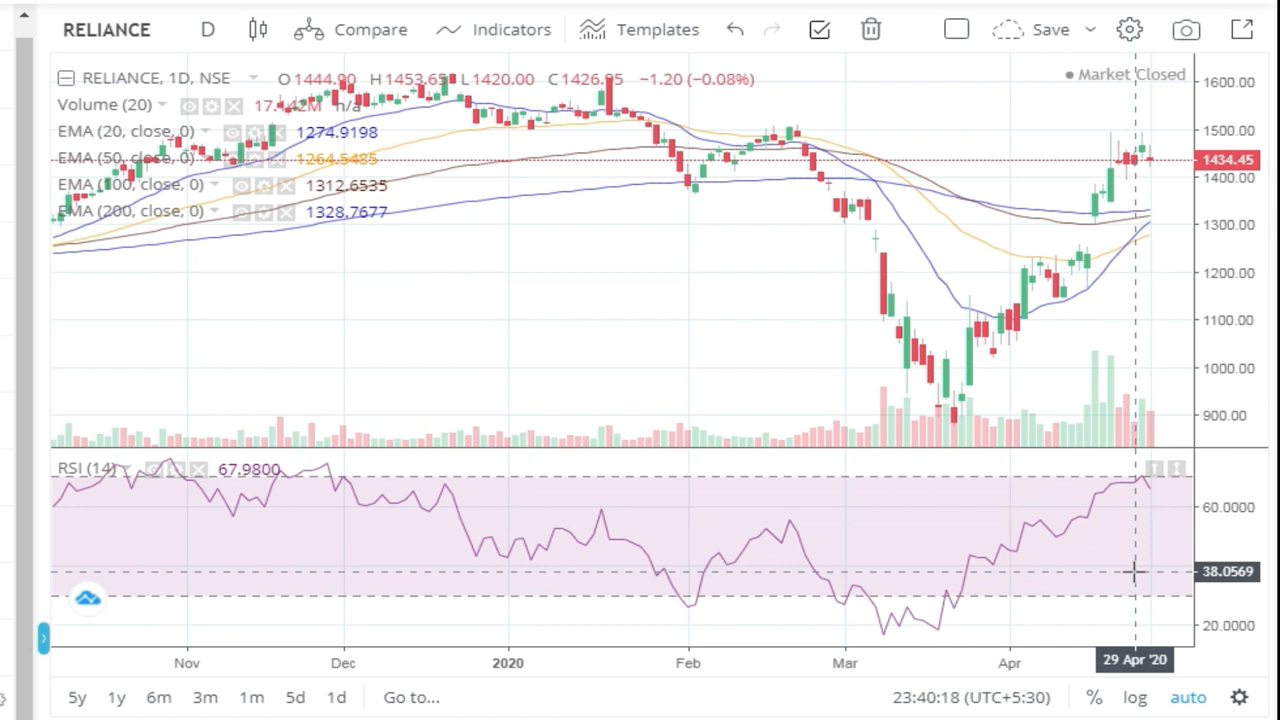 RELIANCE D Compare Indicators Templates Save
RELIANCE, 1D, NSE O1444.90 H1453.65 L1420.00 C1426.95 −1.20 (−0.08%)
Market Closed
Volume (20) n/a
EMA (20, close, 0) 1274.9198
EMA (50, close, 0) 1264.5485
EMA (100, close, 0) 1312.6535
EMA (200, close, 0) 1328.7677
1600.00
1500.00
1434.45
1400.00
1300.00
1200.00
1100.00
1000.00
900.00
RSI (14) 67.9800
60.0000
38.0569
20.0000
Nov Dec 2020 Feb Mar Apr 29 Apr '20
5y 1y 6m 3m 1m 5d 1d Go to... 23:40:18 (UTC+5:30) % log auto